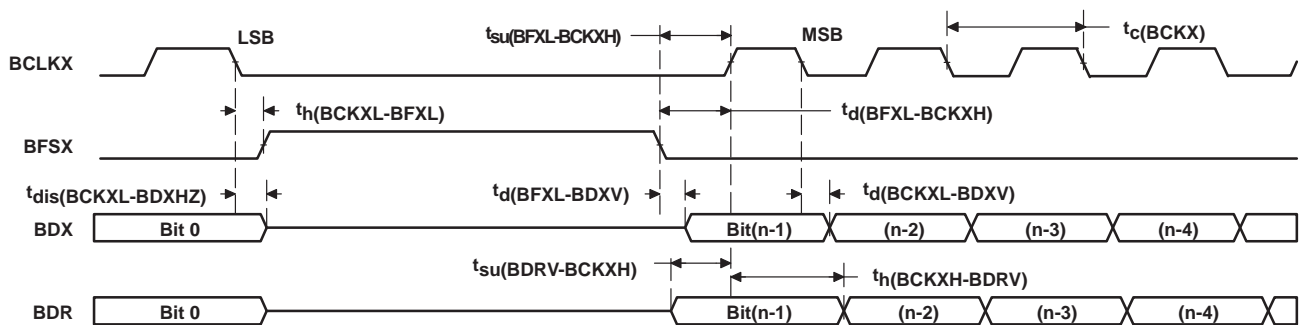 LSB
tsu(BFXL-BCKXH)
MSB
tc(BCKX)
BCLKX
th(BCKXL-BFXL)
td(BFXL-BCKXH)
BFSX
tdis(BCKXL-BDXHZ)
td(BFXL-BDXV)
td(BCKXL-BDXV)
BDX
Bit 0
Bit(n-1)
(n-2)
(n-3)
(n-4)
tsu(BDRV-BCKXH)
th(BCKXH-BDRV)
BDR
Bit 0
Bit(n-1)
(n-2)
(n-3)
(n-4)